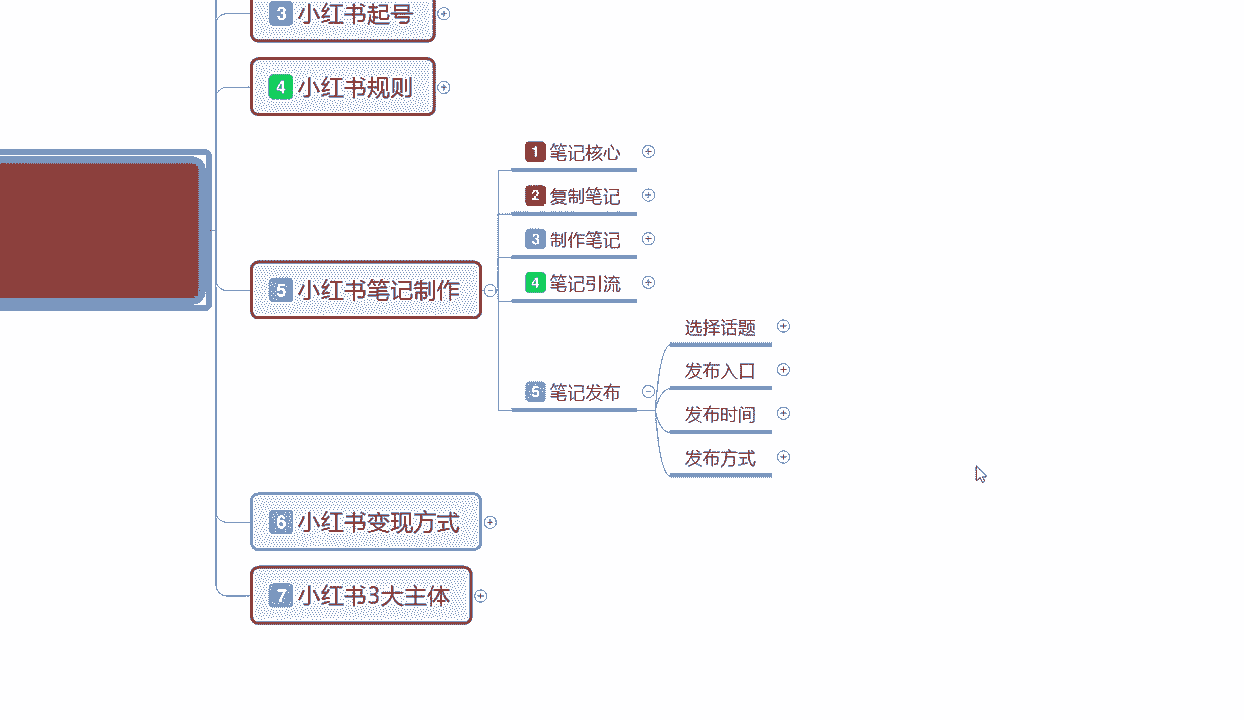 3 小红书起号
4 小红书规则
5 小红书笔记制作
1 笔记核心
2 复制笔记
3 制作笔记
4 笔记引流
5 笔记发布
选择话题
发布入口
发布时间
发布方式
6 小红书变现方式
7 小红书3大主体